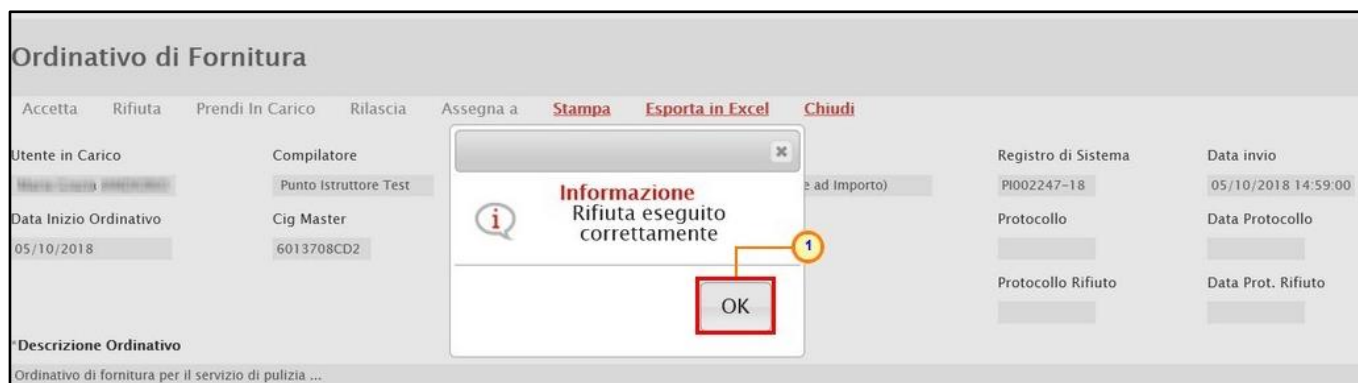 Ordinativo di Fornitura
Accetta Rifiuta Prendi In Carico Rilascia Assegna a Stampa Esporta in Excel Chiudi
Utente in Carico Compilatore Registro di Sistema Data invio
Punto Istruttore Test e ad Importo) PI002247-18 05/10/2018 14:59:00
Informazione
Rifiuta eseguito
correttamente
Data Inizio Ordinativo Cig Master Protocollo Data Protocollo
05/10/2018 6013708CD2
1
Protocollo Rifiuto Data Prot. Rifiuto
OK
*Descrizione Ordinativo
Ordinativo di fornitura per il servizio di pulizia ...